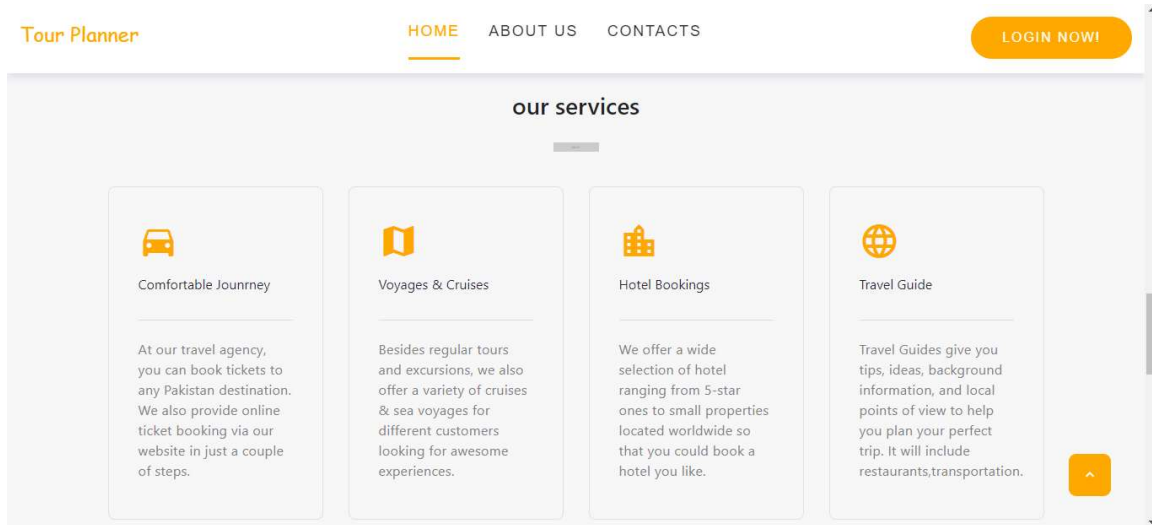 Tour Planner
HOME ABOUT US CONTACTS
LOGIN NOW!
our services
Comfortable Jounrney
At our travel agency,
you can book tickets to
any Pakistan destination.
We also provide online
ticket booking via our
website in just a couple
of steps.
Voyages & Cruises
Besides regular tours
and excursions, we also
offer a variety of cruises
& sea voyages for
different customers
looking for awesome
experiences.
Hotel Bookings
We offer a wide
selection of hotel
ranging from 5-star
ones to small properties
located worldwide so
that you could book a
hotel you like.
Travel Guide
Travel Guides give you
tips, ideas, background
information, and local
points of view to help
you plan your perfect
trip. It will include
restaurants,transportation.